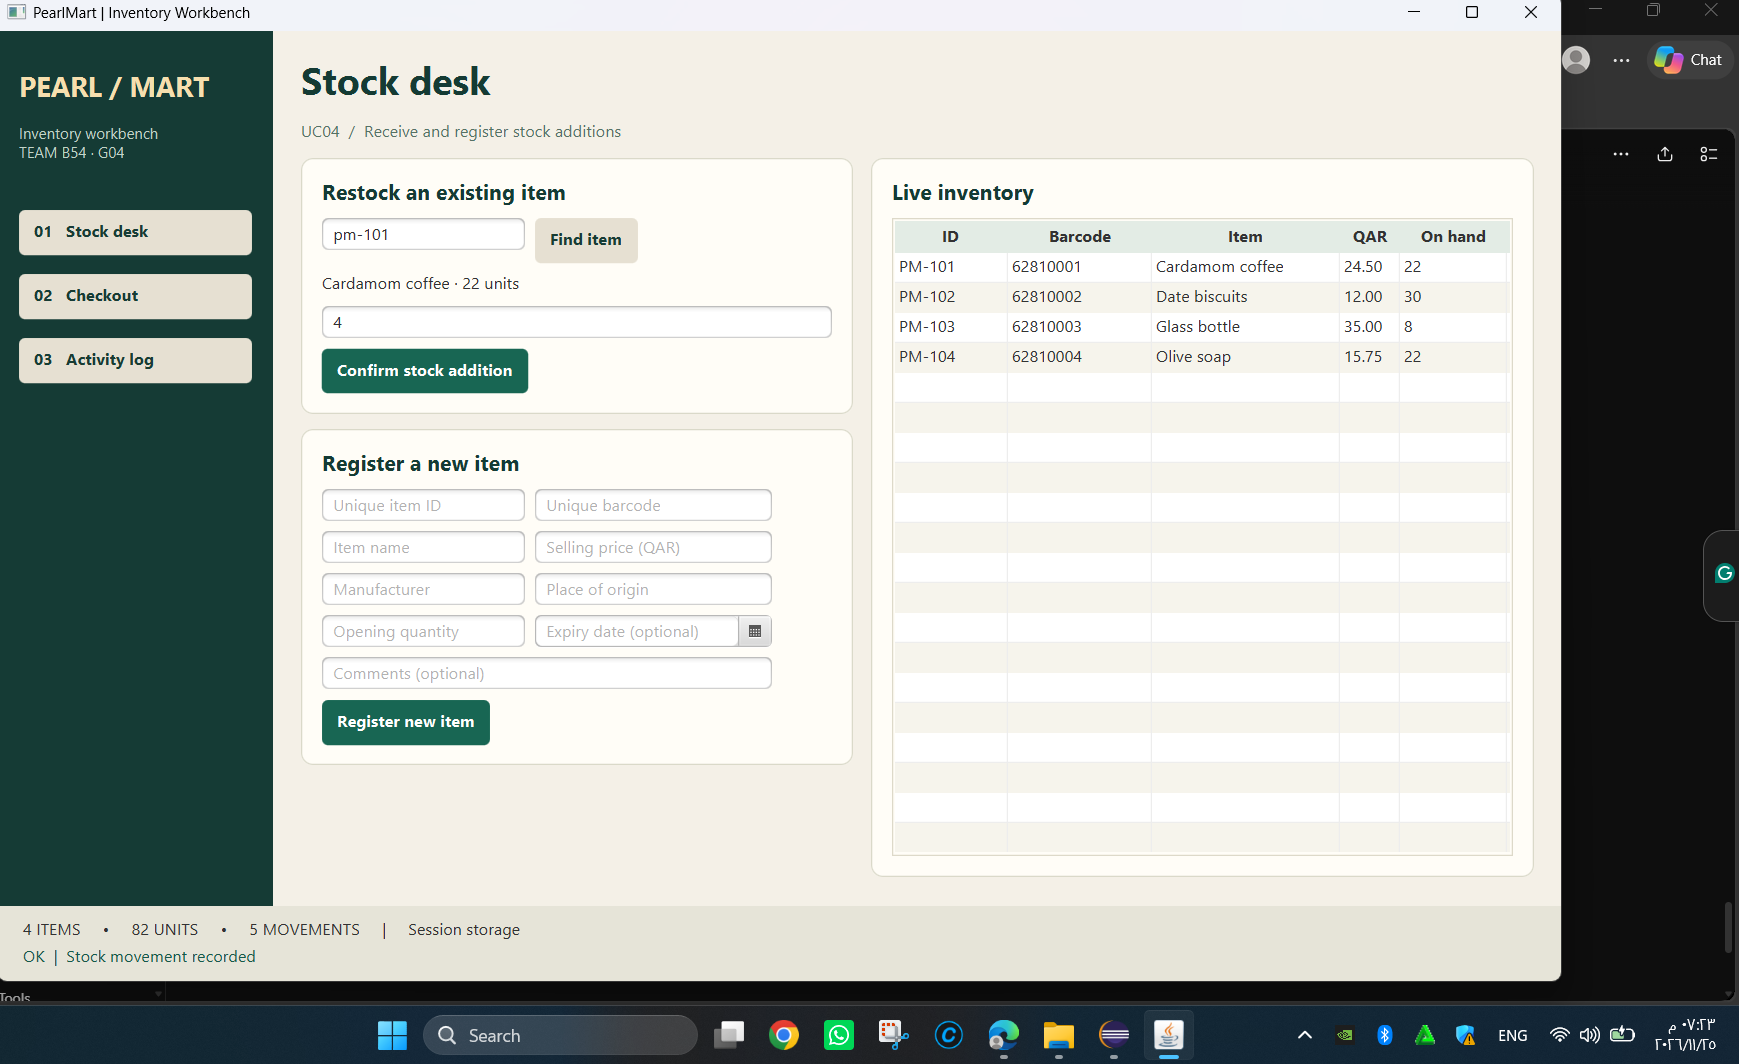 PearlMart | Inventory Workbench
PEARL / MART
Inventory workbench
TEAM B54 · G04
01 Stock desk
02 Checkout
03 Activity log
Stock desk
UC04 / Receive and register stock additions
Restock an existing item
pm-101
Find item
Cardamom coffee · 22 units
4
Confirm stock addition
Register a new item
Unique item ID
Unique barcode
Item name
Selling price (QAR)
Manufacturer
Place of origin
Opening quantity
Expiry date (optional)
Comments (optional)
Register new item
Live inventory
ID Barcode Item QAR On hand
PM-101 62810001 Cardamom coffee 24.50 22
PM-102 62810002 Date biscuits 12.00 30
PM-103 62810003 Glass bottle 35.00 8
PM-104 62810004 Olive soap 15.75 22
4 ITEMS • 82 UNITS • 5 MOVEMENTS | Session storage
OK | Stock movement recorded
Chat
Tools
Search
ENG
٠٧:٢٣ م
٢٠٢٦/١١/٢٥